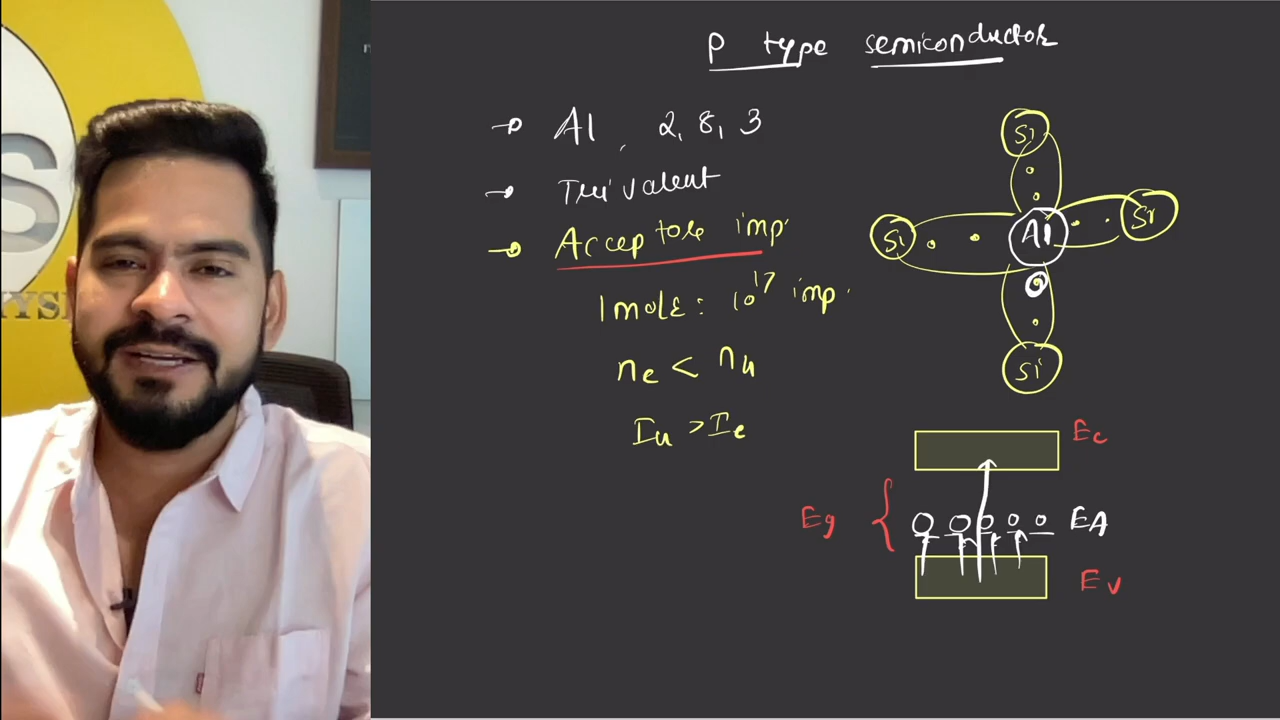 P type semiconductor
→ Al, 2, 8, 3
→ Trivalent
→ Acceptor imp.
1 mole: 10^17 imp.
ne < nh
Ih > Ie
Si
Si Al Si
Si
Ec
Eg EA
Ev
S
YS